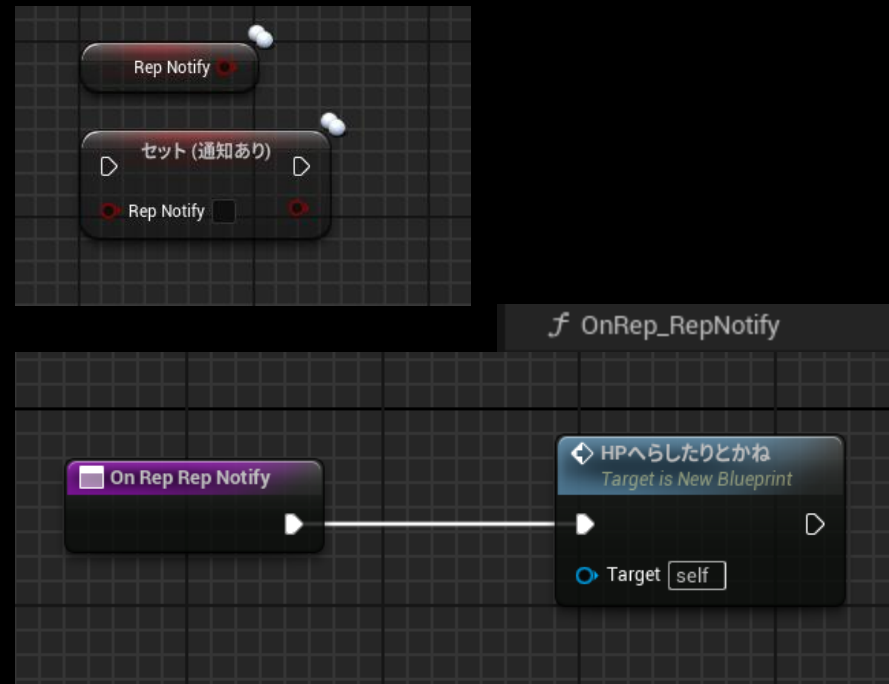 Rep Notify
セット (通知あり)
Rep Notify
OnRep_RepNotify
On Rep Rep Notify
HPへらしたりとかね
Target is New Blueprint
Target self